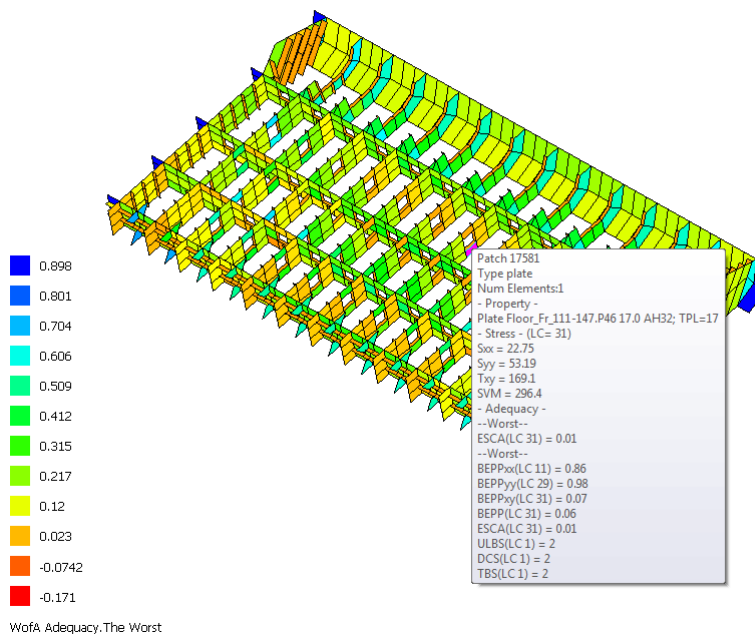 0.898
0.801
0.704
0.606
0.509
0.412
0.315
0.217
0.12
0.023
-0.0742
-0.171
WofA Adequacy.The Worst
Patch 17581
Type plate
Num Elements:1
- Property -
Plate Floor_Fr_111-147.P46 17.0 AH32; TPL=17
- Stress - (LC= 31)
Sxx = 22.75
Syy = 53.19
Txy = 169.1
SVM = 296.4
- Adequacy -
--Worst--
ESCA(LC 31) = 0.01
--Worst--
BEPPxx(LC 11) = 0.86
BEPPyy(LC 29) = 0.98
BEPPxy(LC 31) = 0.07
BEPP(LC 31) = 0.06
ESCA(LC 31) = 0.01
ULBS(LC 1) = 2
DCS(LC 1) = 2
TBS(LC 1) = 2